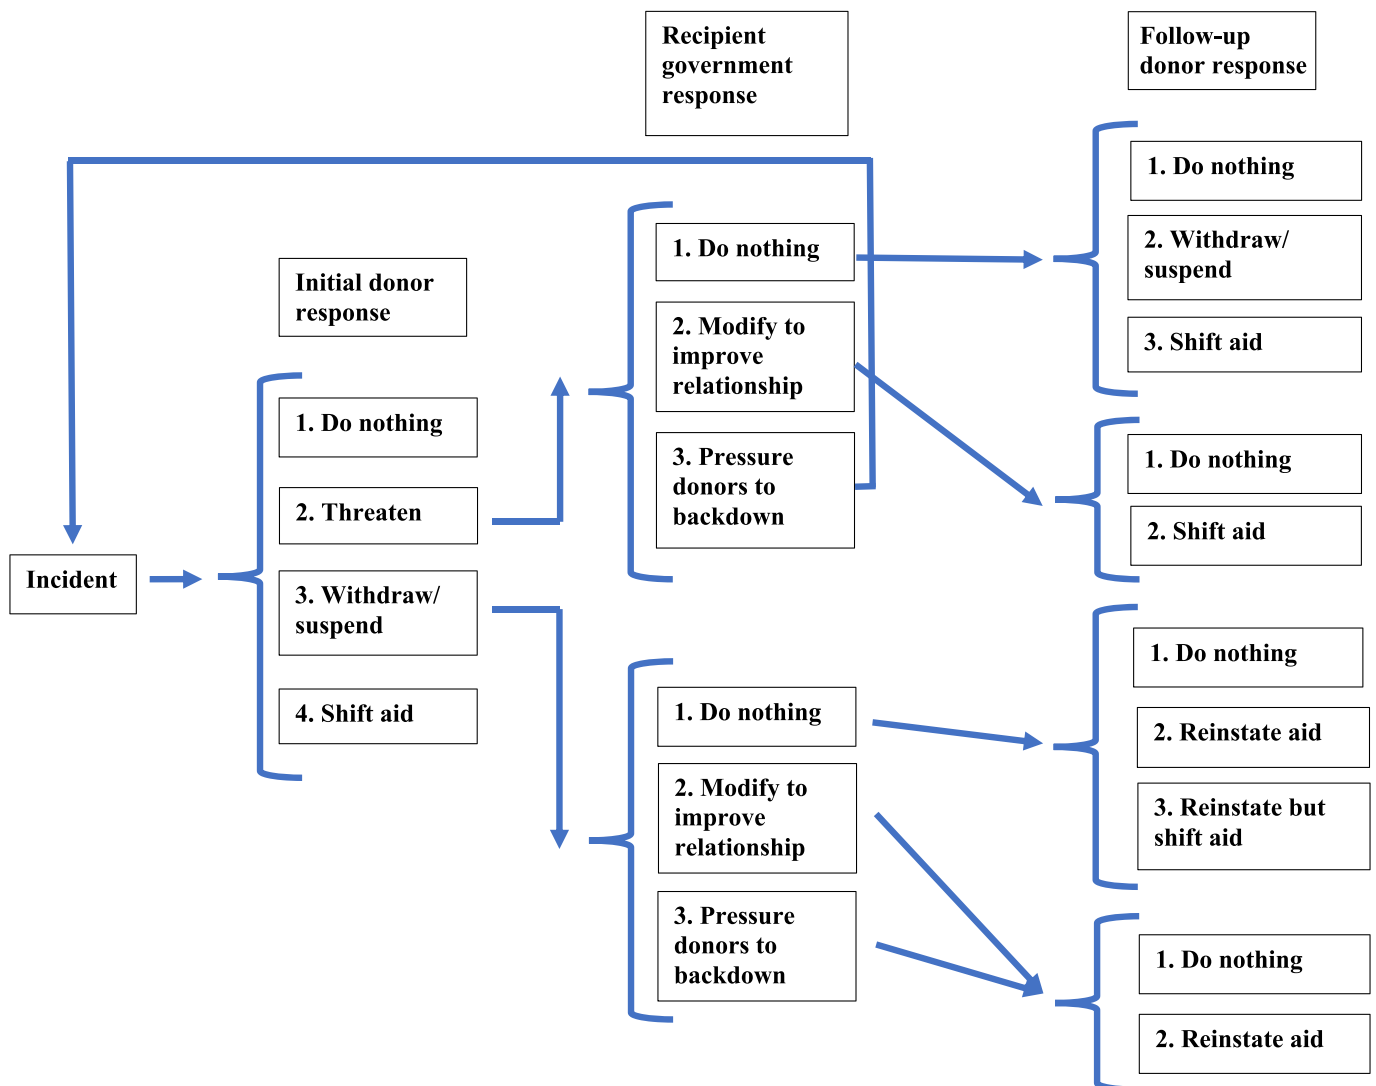 Recipient
government
response
Follow-up
donor response
Initial donor
response
Incident
1. Do nothing
2. Threaten
3. Withdraw/
suspend
4. Shift aid
1. Do nothing
2. Modify to
improve
relationship
3. Pressure
donors to
backdown
1. Do nothing
2. Modify to
improve
relationship
3. Pressure
donors to
backdown
1. Do nothing
2. Withdraw/
suspend
3. Shift aid
1. Do nothing
2. Shift aid
1. Do nothing
2. Reinstate aid
3. Reinstate but
shift aid
1. Do nothing
2. Reinstate aid